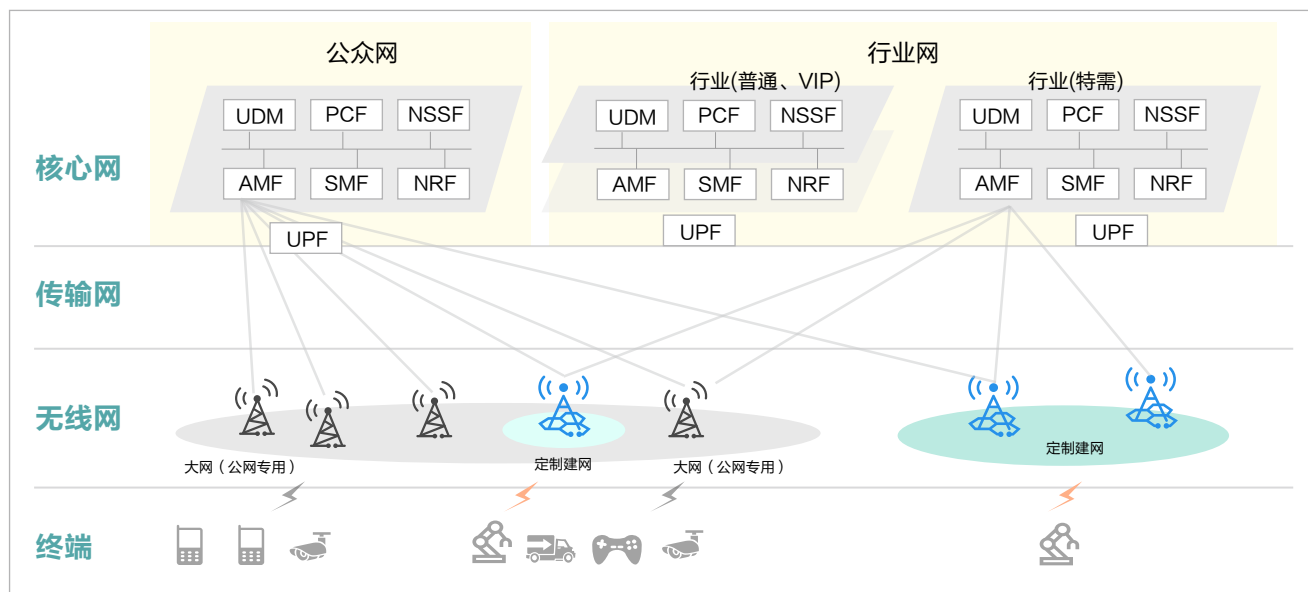 公众网
行业网
行业(普通、VIP)
行业(特需)
UDM
PCF
NSSF
AMF
SMF
NRF
UPF
UDM
PCF
NSSF
AMF
SMF
NRF
UPF
UDM
PCF
NSSF
AMF
SMF
NRF
UPF
核心网
传输网
无线网
大网（公网专用）
定制建网
大网（公网专用）
定制建网
终端